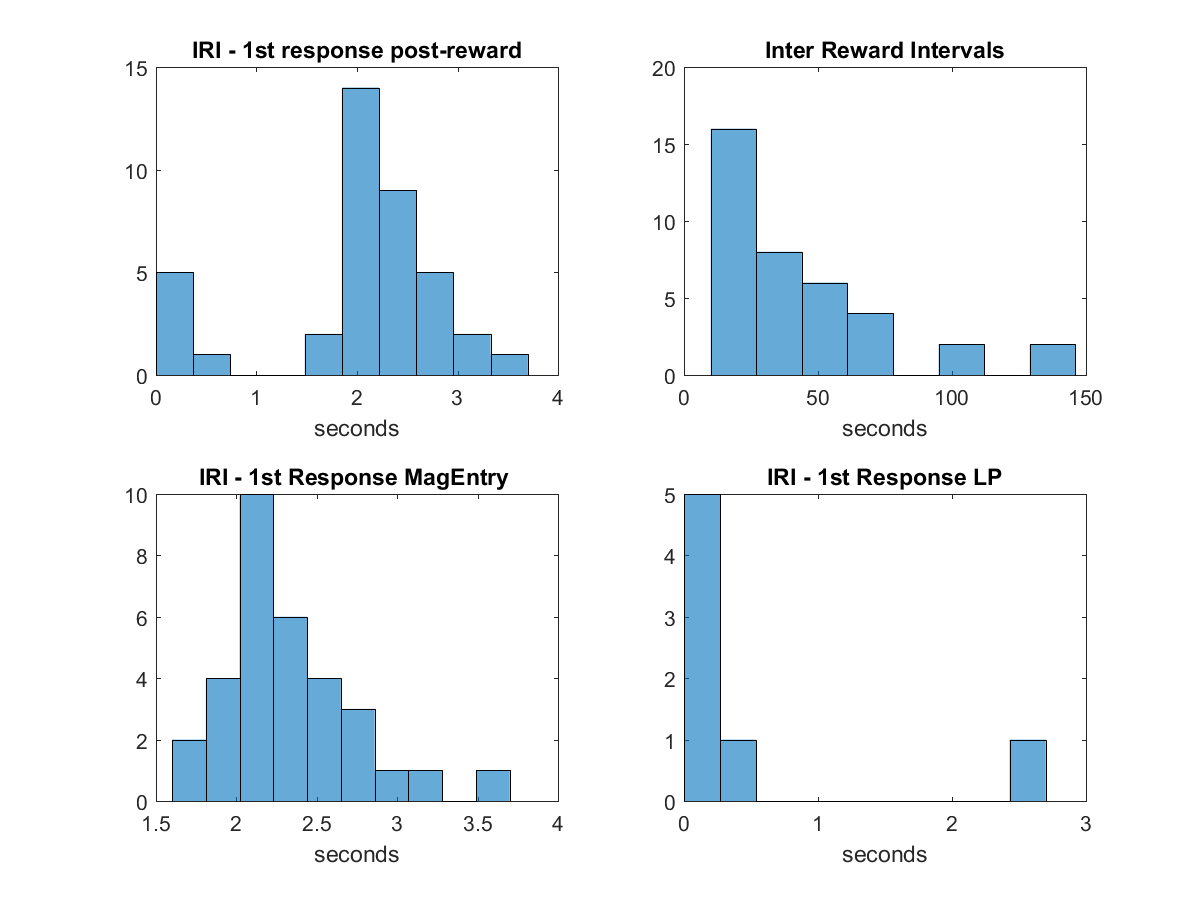 IRI - 1st response post-reward
15
10
5
0
0 1 2 3 4
seconds
Inter Reward Intervals
20
15
10
5
0
0 50 100 150
seconds
IRI - 1st Response MagEntry
10
8
6
4
2
0
1.5 2 2.5 3 3.5 4
seconds
IRI - 1st Response LP
5
4
3
2
1
0
0 1 2 3
seconds